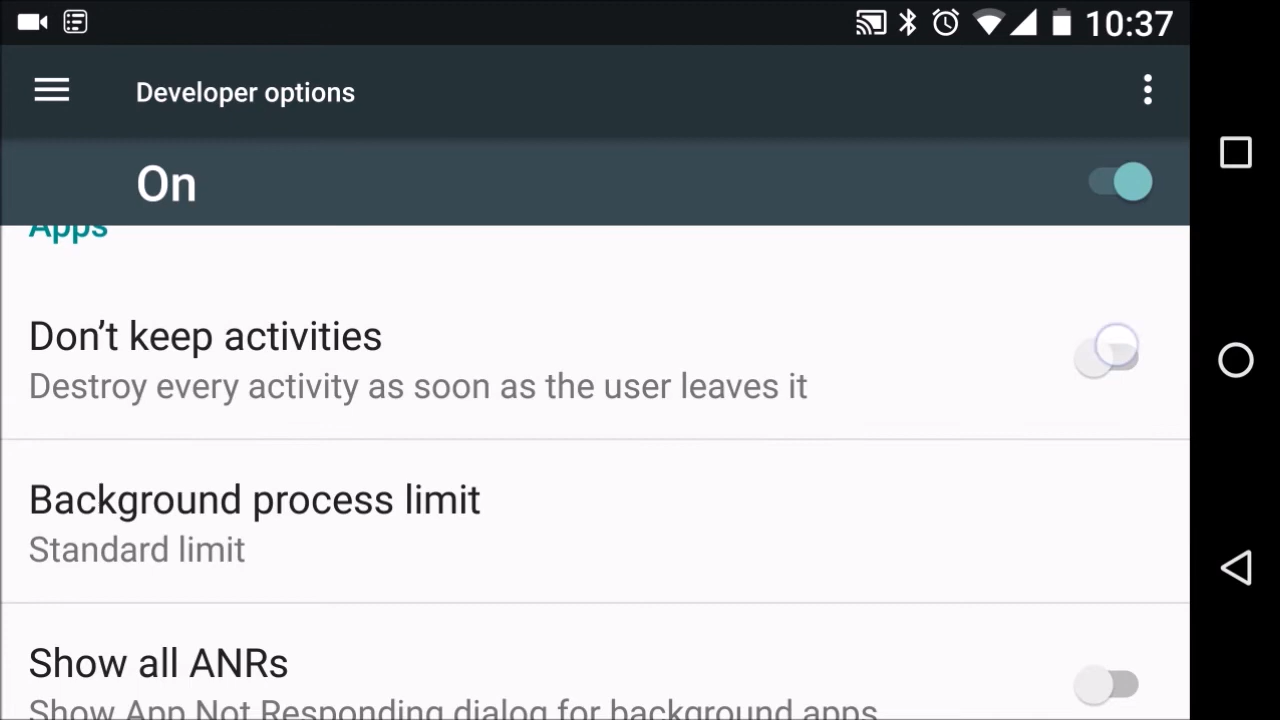 10:37
Developer options
On
Apps
Don’t keep activities
Destroy every activity as soon as the user leaves it
Background process limit
Standard limit
Show all ANRs
Show App Not Responding dialog for background apps